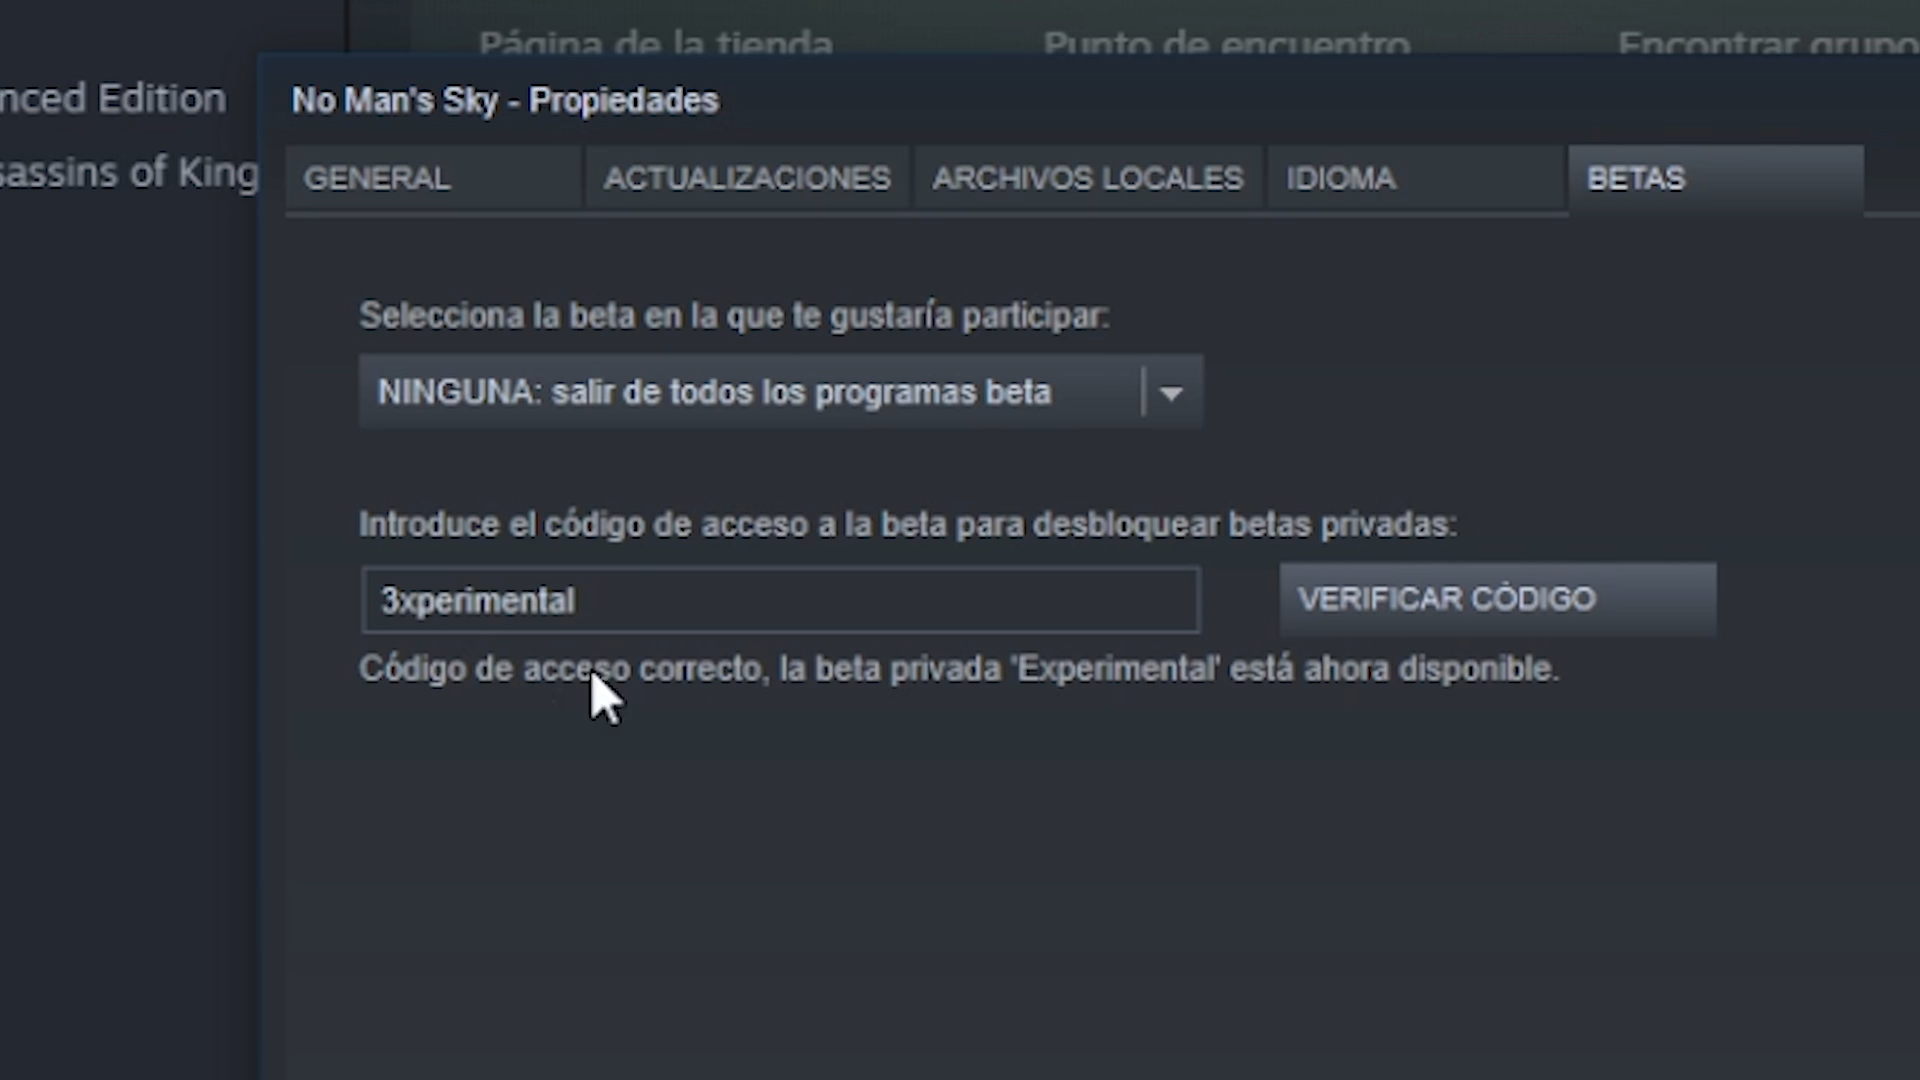 Página de la tienda
Punto de encuentro
Encontrar grupo
nced Edition
sassins of King
No Man's Sky - Propiedades
GENERAL
ACTUALIZACIONES
ARCHIVOS LOCALES
IDIOMA
BETAS
Selecciona la beta en la que te gustaría participar:
NINGUNA: salir de todos los programas beta
Introduce el código de acceso a la beta para desbloquear betas privadas:
3xperimental
VERIFICAR CÓDIGO
Código de acceso correcto, la beta privada 'Experimental' está ahora disponible.